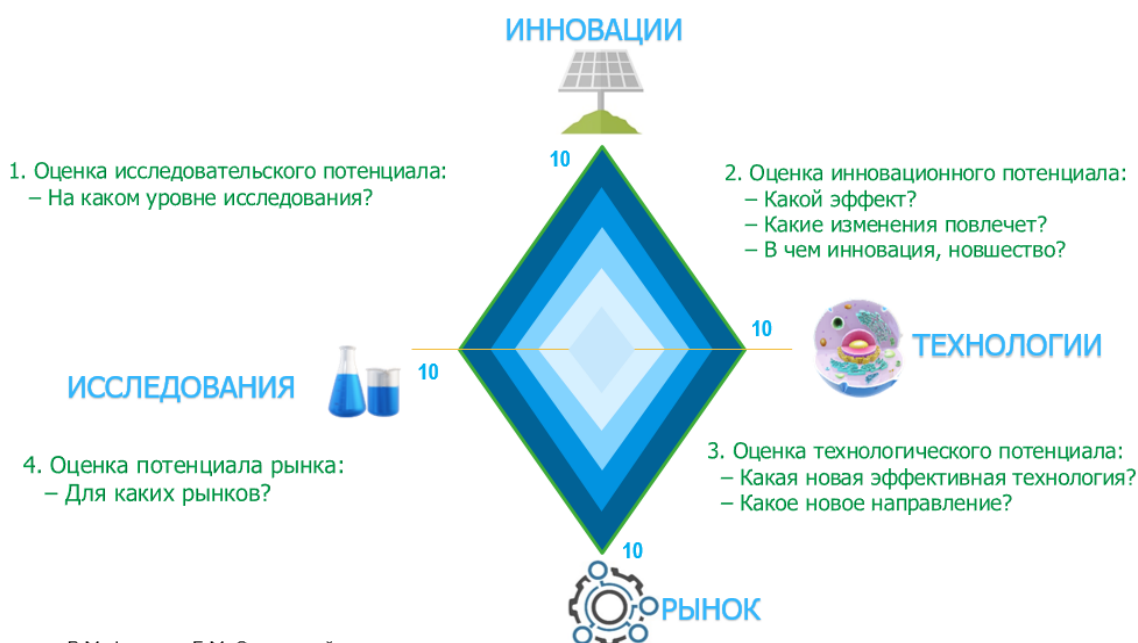 ИННОВАЦИИ
10
1. Оценка исследовательского потенциала:
– На каком уровне исследования?
2. Оценка инновационного потенциала:
– Какой эффект?
– Какие изменения повлечет?
– В чем инновация, новшество?
10
ТЕХНОЛОГИИ
10
ИССЛЕДОВАНИЯ
4. Оценка потенциала рынка:
– Для каких рынков?
3. Оценка технологического потенциала:
– Какая новая эффективная технология?
– Какое новое направление?
10
РЫНОК